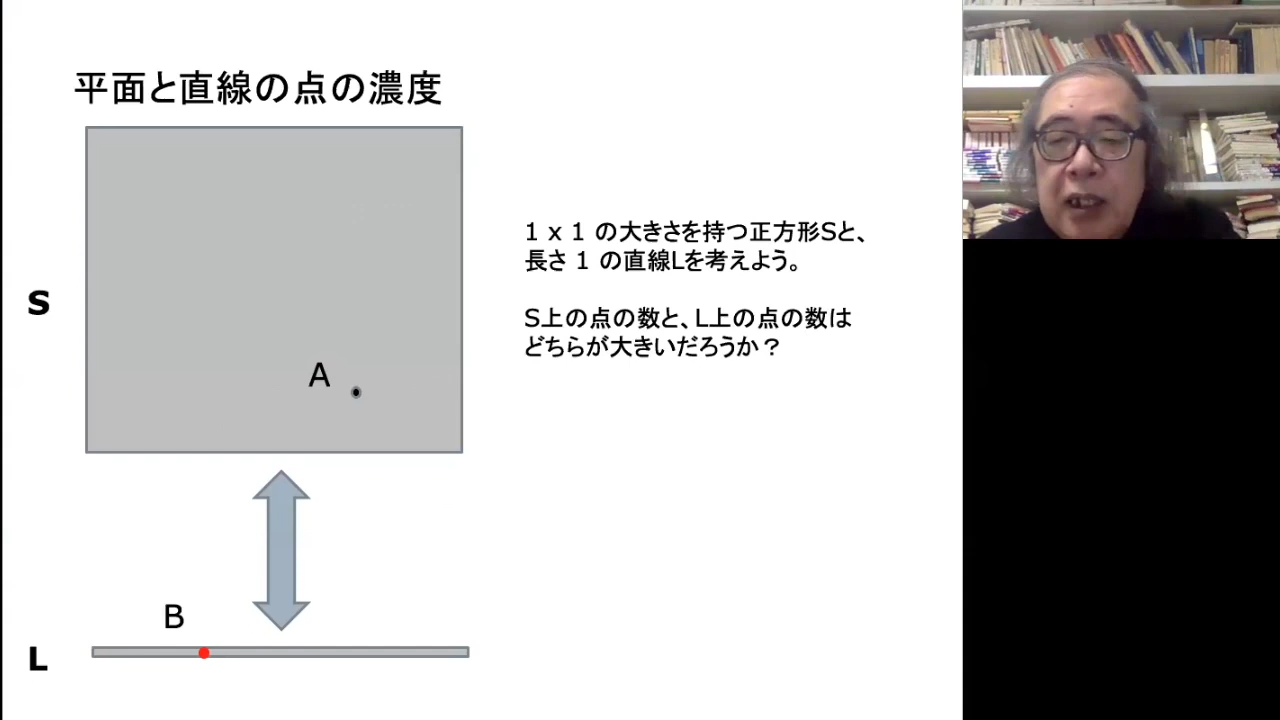 平面と直線の点の濃度
S
A
1 x 1 の大きさを持つ正方形Sと、
長さ 1 の直線Lを考えよう。
S上の点の数と、L上の点の数は
どちらが大きいだろうか？
B
L